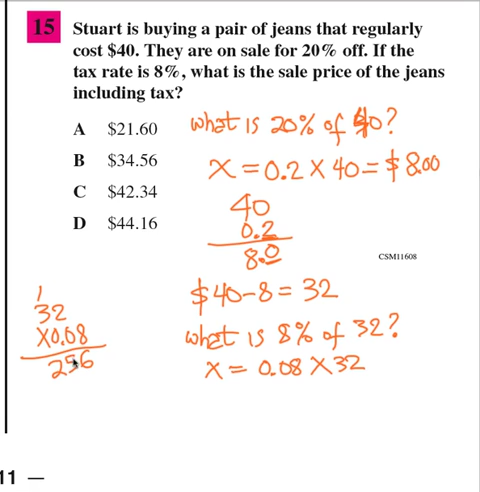 15 Stuart is buying a pair of jeans that regularly
cost $40. They are on sale for 20% off. If the
tax rate is 8%, what is the sale price of the jeans
including tax?
A $21.60
B $34.56
C $42.34
D $44.16
CSM11608
what is 20% of 40?
x = 0.2 x 40 = $8.00
40
0.2
8.0
$40-8 = 32
what is 8% of 32?
x = 0.08 x 32
1
32
x0.08
256
11 —